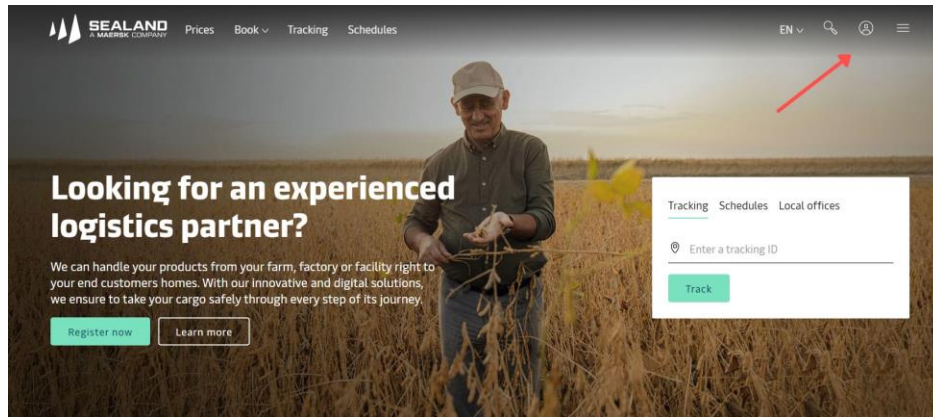 SEALAND
A MAERSK COMPANY
Prices
Book
Tracking
Schedules
EN
Looking for an experienced
logistics partner?
We can handle your products from your farm, factory or facility right to
your end customers homes. With our innovative and digital solutions,
we ensure to take your cargo safely through every step of its journey.
Register now
Learn more
Tracking Schedules Local offices
Enter a tracking ID
Track